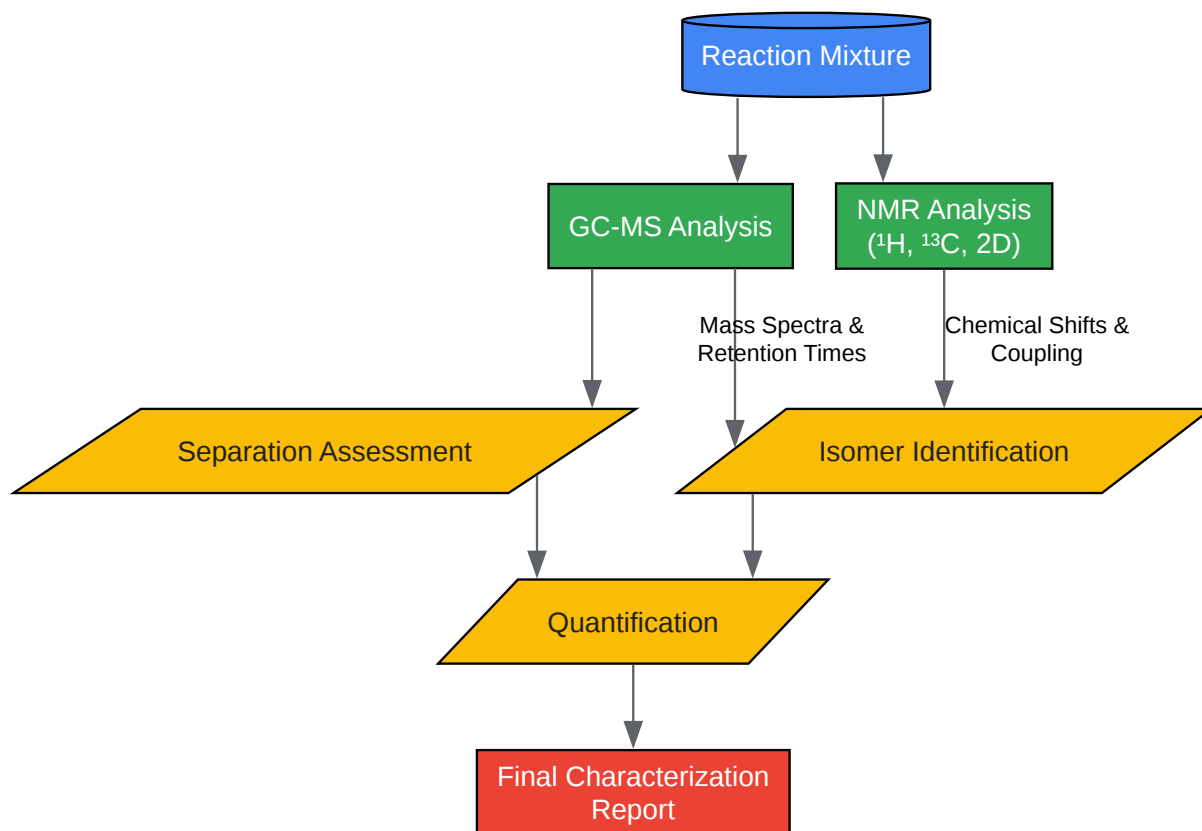 Reaction Mixture
GC-MS Analysis
NMR Analysis
(¹H, ¹³C, 2D)
Mass Spectra &
Retention Times
Chemical Shifts &
Coupling
Separation Assessment
Isomer Identification
Quantification
Final Characterization
Report